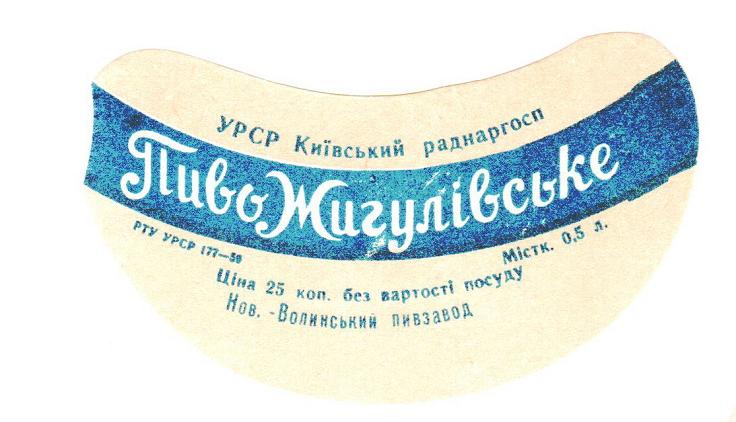 УРСР Київський раднаргосп
Пиво Жигулівське
РТУ УРСР 177—59
Містк. 0,5 л.
Ціна 25 коп. без вартості посуду
Нов.-Волинський пивзавод